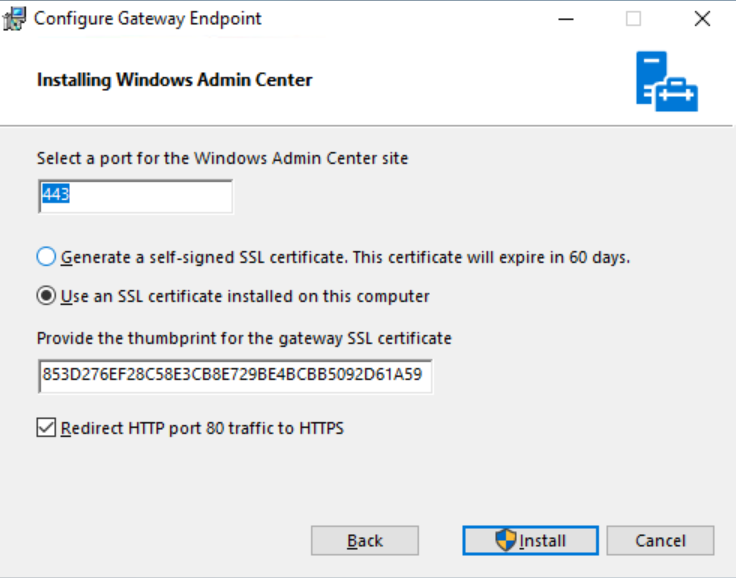 Configure Gateway Endpoint
Installing Windows Admin Center
Select a port for the Windows Admin Center site
443
Generate a self-signed SSL certificate. This certificate will expire in 60 days.
Use an SSL certificate installed on this computer
Provide the thumbprint for the gateway SSL certificate
853D276EF28C58E3CB8E729BE4BCBB5092D61A59
Redirect HTTP port 80 traffic to HTTPS
Back
Install
Cancel